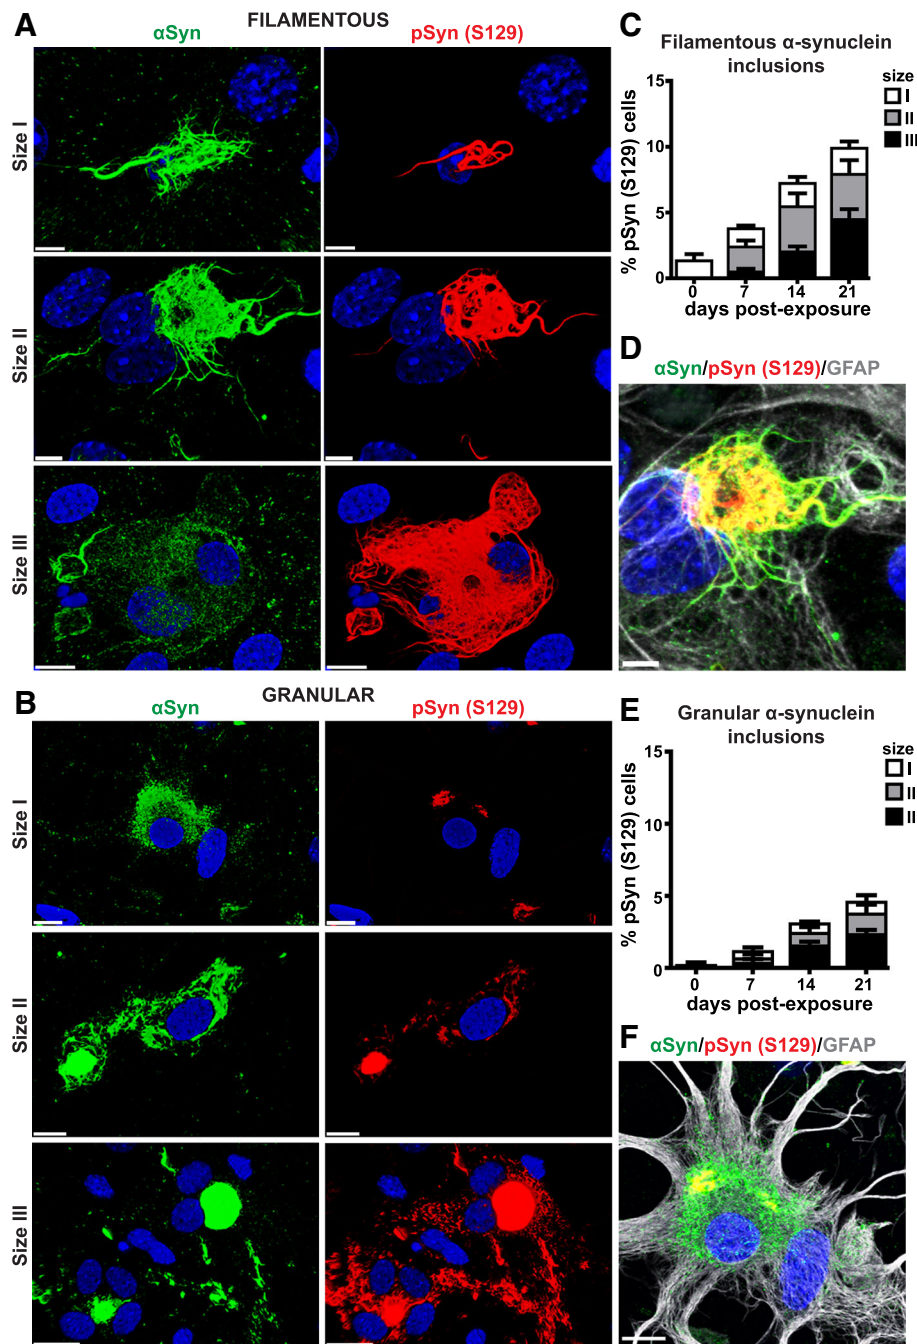 A
FILAMENTOUS
αSyn
pSyn (S129)
Size I
Size II
Size III
B
GRANULAR
αSyn
pSyn (S129)
Size I
Size II
Size III
C
Filamentous α-synuclein
inclusions
size
I
II
III
% pSyn (S129) cells
15
10
5
0
0 7 14 21
days post-exposure
D
αSyn/pSyn (S129)/GFAP
E
Granular α-synuclein
inclusions
size
I
II
II
% pSyn (S129) cells
15
10
5
0
0 7 14 21
days post-exposure
F
αSyn/pSyn (S129)/GFAP